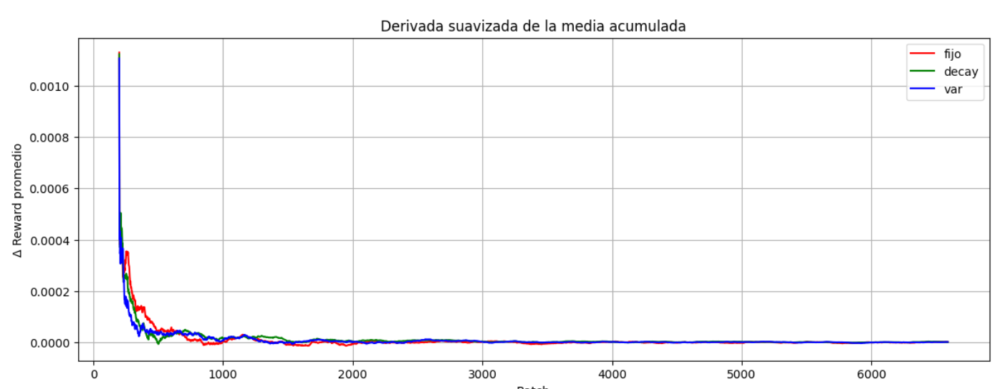 Derivada suavizada de la media acumulada
fijo
decay
var
Δ Reward promedio
0.0010
0.0008
0.0006
0.0004
0.0002
0.0000
0 1000 2000 3000 4000 5000 6000